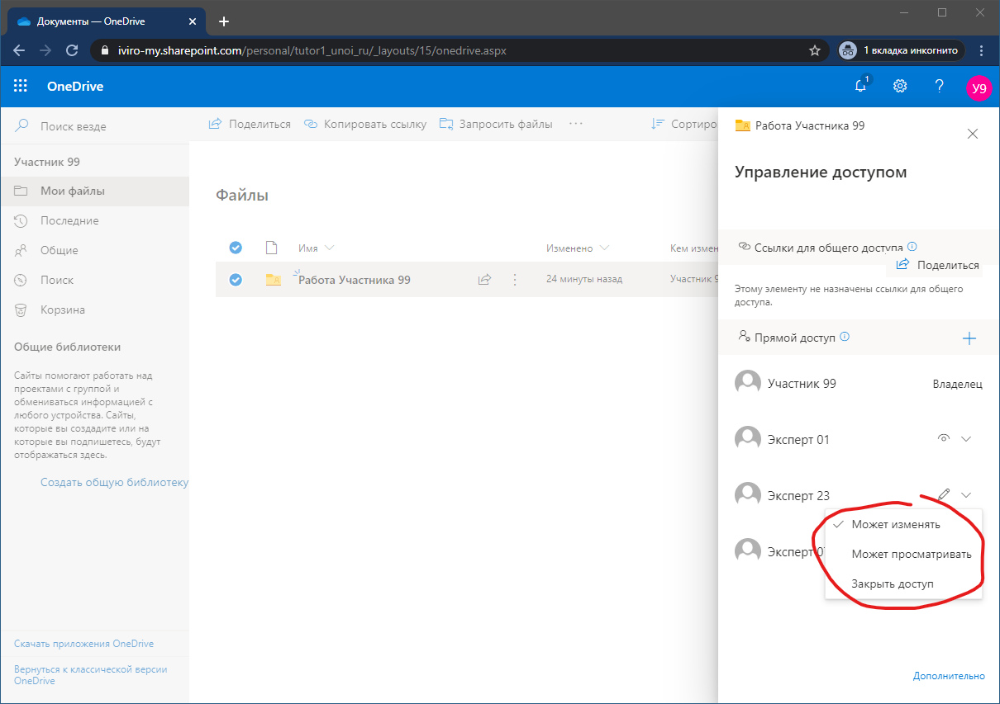 Документы — OneDrive
iviro-my.sharepoint.com/personal/tutor1_unoi_ru/_layouts/15/onedrive.aspx
1 вкладка инкогнито
OneDrive
1
У9
Поиск везде
Поделиться
Копировать ссылку
Запросить файлы
Сортиро
Участник 99
Мои файлы
Последние
Общие
Поиск
Корзина
Общие библиотеки
Сайты помогают работать над
проектами с группой и
обмениваться информацией с
любого устройства. Сайты,
которые вы создадите или на
которые вы подпишетесь, будут
отображаться здесь.
Создать общую библиотеку
Скачать приложения OneDrive
Вернуться к классической версии
OneDrive
Файлы
Имя
Изменено
Кем измен
Работа Участника 99
24 минуты назад
Участник 9
Работа Участника 99
Управление доступом
Ссылки для общего доступа
Поделиться
Этому элементу не назначены ссылки для общего
доступа.
Прямой доступ
Участник 99
Владелец
Эксперт 01
Эксперт 23
Может изменять
Может просматривать
Закрыть доступ
Эксперт 07
Дополнительно